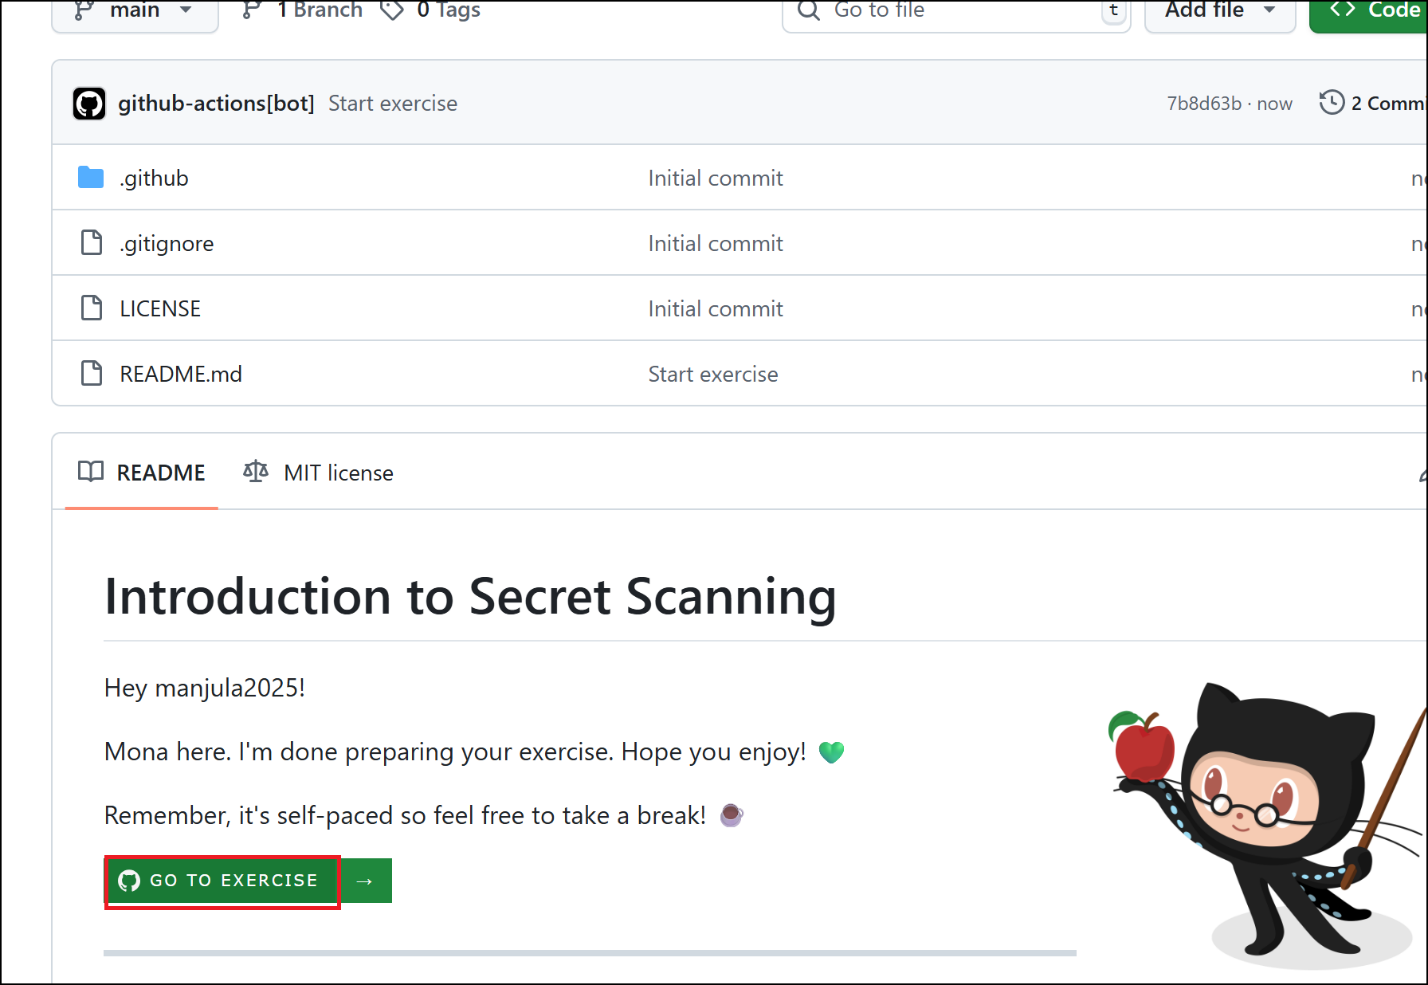 main 1 Branch 0 Tags Go to file t Add file Code
github-actions[bot] Start exercise 7b8d63b · now 2 Commi
.github Initial commit
.gitignore Initial commit
LICENSE Initial commit
README.md Start exercise
README MIT license
Introduction to Secret Scanning
Hey manjula2025!
Mona here. I'm done preparing your exercise. Hope you enjoy! 💚
Remember, it's self-paced so feel free to take a break! ☕
GO TO EXERCISE →